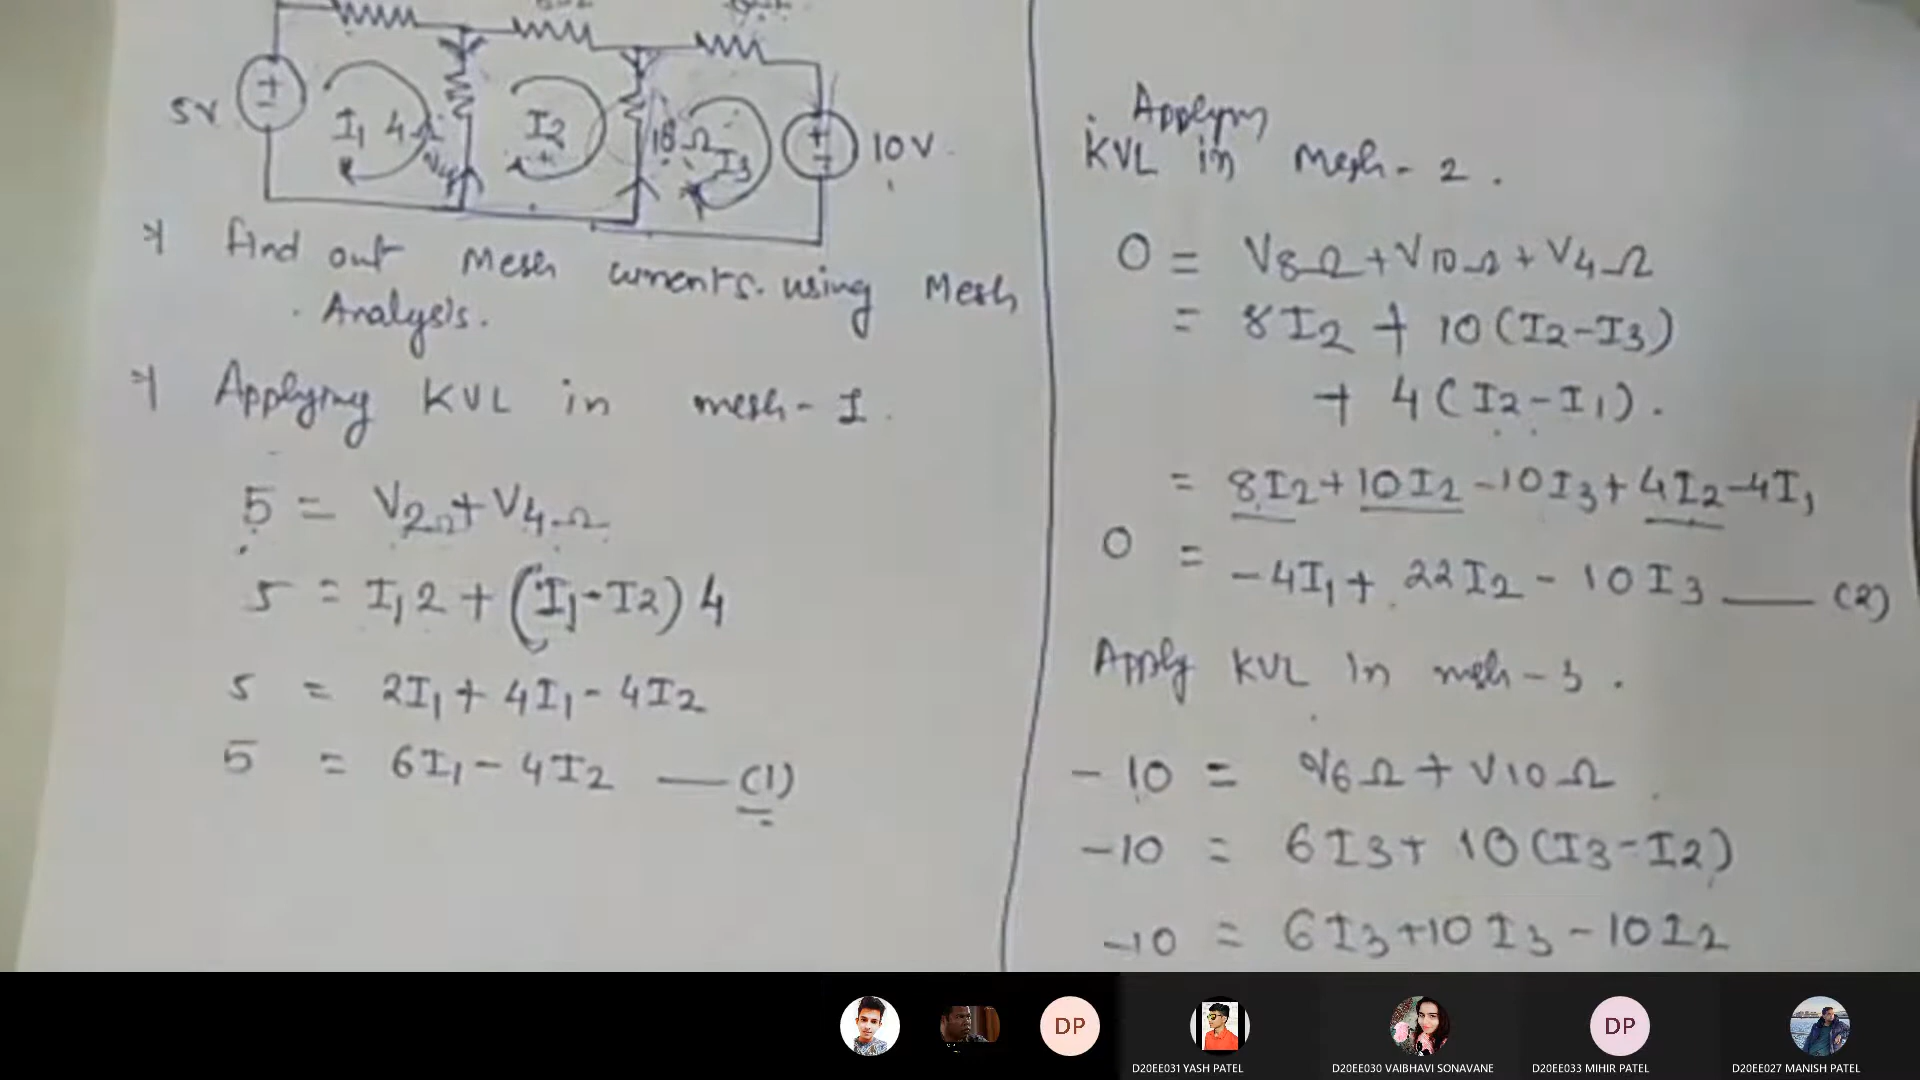 5V
I1
4Ω
I2
10Ω
I3
10V
Find out Mesh currents. using Mesh
Analysis.
Applying KVL in mesh-I.
5 = V2Ω + V4Ω
5 = I1 2 + (I1 - I2) 4
5 = 2I1 + 4I1 - 4I2
5 = 6I1 - 4I2 — (1)
Applying
KVL in Mesh-2.
0 = V8Ω + V10Ω + V4Ω
= 8I2 + 10(I2 - I3)
+ 4(I2 - I1).
= 8I2 + 10I2 - 10I3 + 4I2 - 4I1
0 = -4I1 + 22I2 - 10I3 — (2)
Apply KVL in mesh-3.
-10 = V6Ω + V10Ω
-10 = 6I3 + 10(I3 - I2)
-10 = 6I3 + 10I3 - 10I2
DP
DP
D20EE031 YASH PATEL
D20EE030 VAIBHAVI SONAVANE
D20EE033 MIHIR PATEL
D20EE027 MANISH PATEL